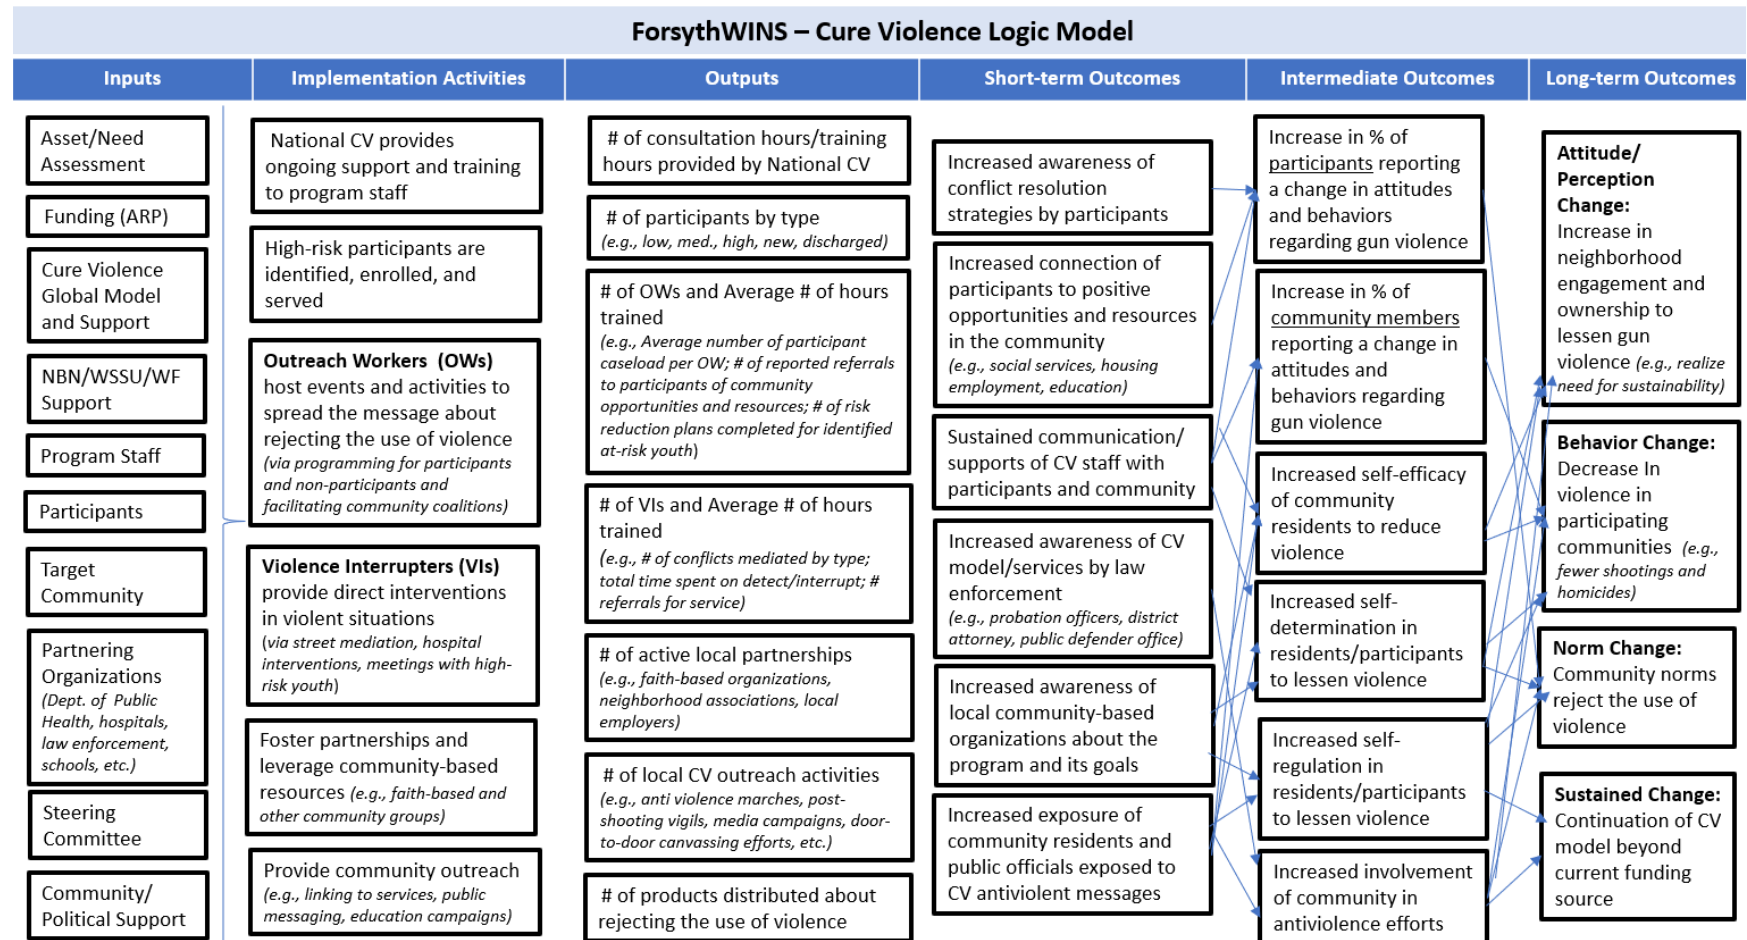 ForsythWINS – Cure Violence Logic Model
Inputs
Implementation Activities
Outputs
Short-term Outcomes
Intermediate Outcomes
Long-term Outcomes
Asset/Need
Assessment
Funding (ARP)
Cure Violence
Global Model
and Support
NBN/WSSU/WF
Support
Program Staff
Participants
Target
Community
Partnering
Organizations
(Dept. of Public
Health, hospitals,
law enforcement,
schools, etc.)
Steering
Committee
Community/
Political Support
National CV provides
ongoing support and training
to program staff
High-risk participants are
identified, enrolled, and
served
Outreach Workers (OWs)
host events and activities to
spread the message about
rejecting the use of violence
(via programming for participants
and non-participants and
facilitating community coalitions)
Violence Interrupters (VIs)
provide direct interventions
in violent situations
(via street mediation, hospital
interventions, meetings with high-
risk youth)
Foster partnerships and
leverage community-based
resources (e.g., faith-based and
other community groups)
Provide community outreach
(e.g., linking to services, public
messaging, education campaigns)
# of consultation hours/training
hours provided by National CV
# of participants by type
(e.g., low, med., high, new, discharged)
# of OWs and Average # of hours
trained
(e.g., Average number of participant
caseload per OW; # of reported referrals
to participants of community
opportunities and resources; # of risk
reduction plans completed for identified
at-risk youth)
# of VIs and Average # of hours
trained
(e.g., # of conflicts mediated by type;
total time spent on detect/interrupt; #
referrals for service)
# of active local partnerships
(e.g., faith-based organizations,
neighborhood associations, local
employers)
# of local CV outreach activities
(e.g., anti violence marches, post-
shooting vigils, media campaigns, door-
to-door canvassing efforts, etc.)
# of products distributed about
rejecting the use of violence
Increased awareness of
conflict resolution
strategies by participants
Increased connection of
participants to positive
opportunities and resources
in the community
(e.g., social services, housing
employment, education)
Sustained communication/
supports of CV staff with
participants and community
Increased awareness of CV
model/services by law
enforcement
(e.g., probation officers, district
attorney, public defender office)
Increased awareness of
local community-based
organizations about the
program and its goals
Increased exposure of
community residents and
public officials exposed to
CV antiviolent messages
Increase in % of
participants reporting
a change in attitudes
and behaviors
regarding gun violence
Increase in % of
community members
reporting a change in
attitudes and
behaviors regarding
gun violence
Increased self-efficacy
of community
residents to reduce
violence
Increased self-
determination in
residents/participants
to lessen violence
Increased self-
regulation in
residents/participants
to lessen violence
Increased involvement
of community in
antiviolence efforts
Attitude/
Perception
Change:
Increase in
neighborhood
engagement and
ownership to
lessen gun
violence (e.g., realize
need for sustainability)
Behavior Change:
Decrease In
violence in
participating
communities (e.g.,
fewer shootings and
homicides)
Norm Change:
Community norms
reject the use of
violence
Sustained Change:
Continuation of CV
model beyond
current funding
source